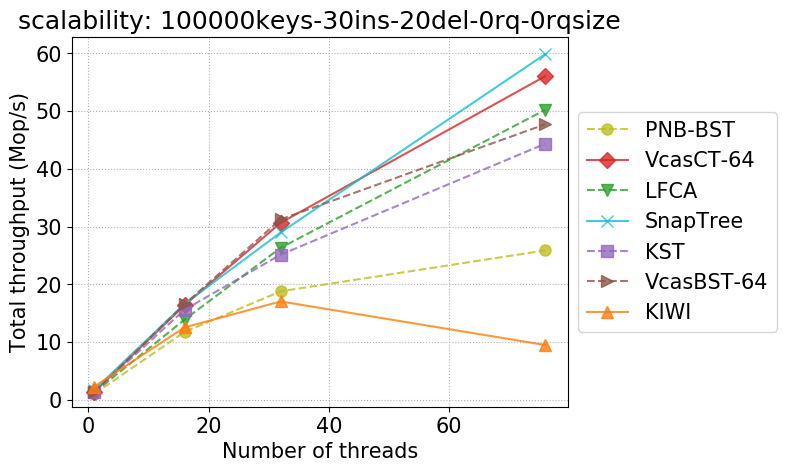 scalability: 100000keys-30ins-20del-0rq-0rqsize
Total throughput (Mop/s)
60
50
40
30
20
10
0
0 20 40 60
Number of threads
PNB-BST
VcasCT-64
LFCA
SnapTree
KST
VcasBST-64
KIWI